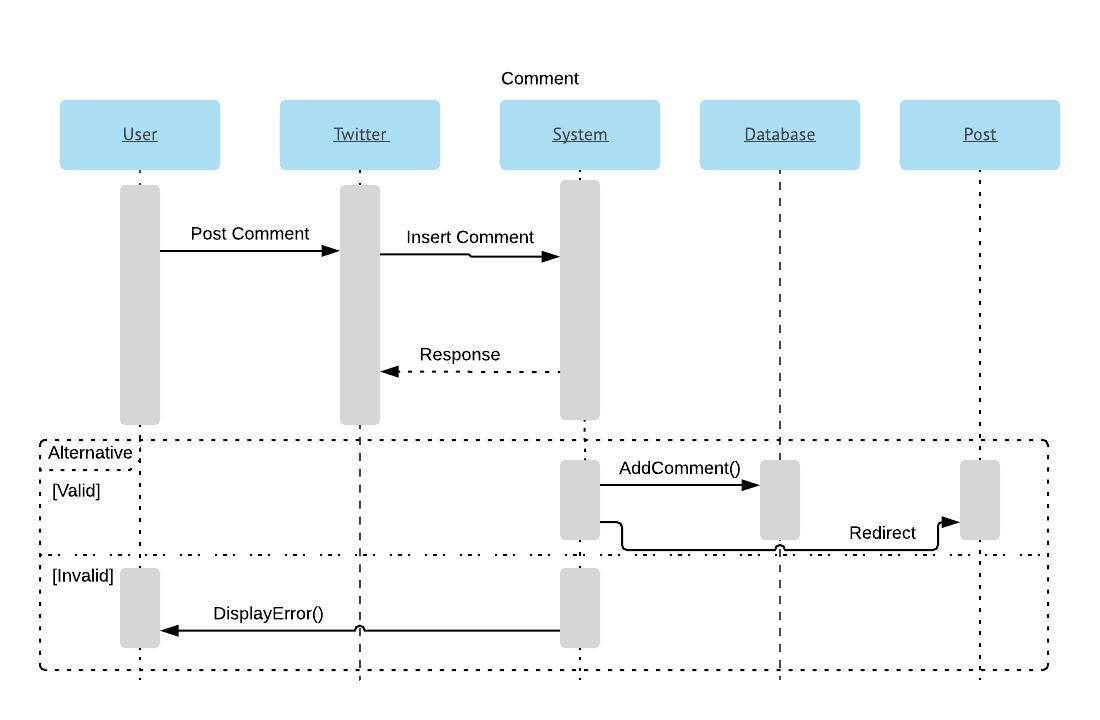 Comment
User
Twitter
System
Database
Post
Post Comment
Insert Comment
Response
Alternative
AddComment()
[Valid]
Redirect
[Invalid]
DisplayError()